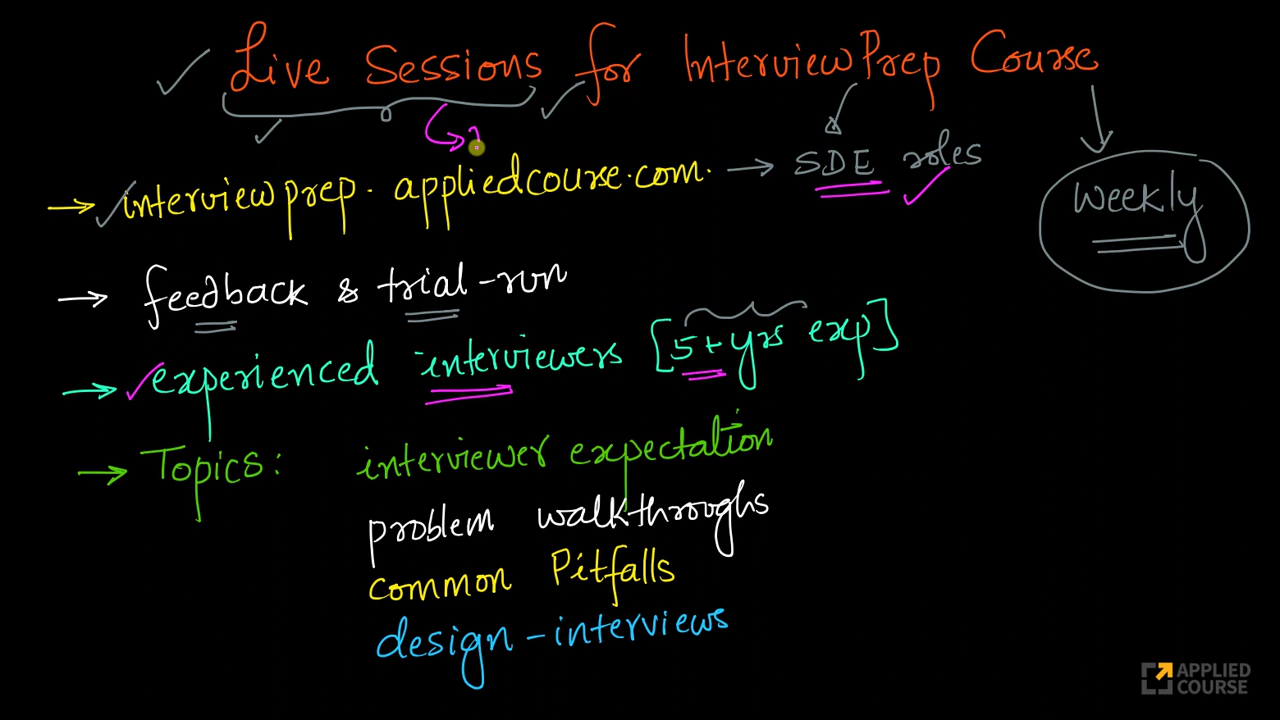 Live Sessions for InterviewPrep Course
interviewprep.appliedcourse.com. → SDE roles
Weekly
→ feedback & trial-run
→ experienced interviewers [5+yrs exp]
→ Topics: interviewer expectation
problem walkthroughs
common Pitfalls
design-interviews
APPLIED
COURSE